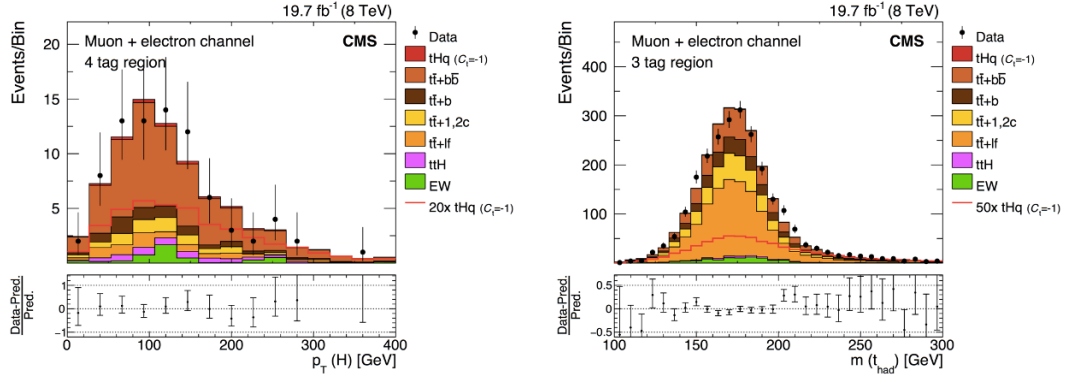 19.7 fb⁻¹ (8 TeV)
Events/Bin
20
15
10
5
Muon + electron channel
4 tag region
CMS
Data
tHq (Cₜ=-1)
tt̄+bb̄
tt̄+b
tt̄+1,2c
tt̄+lf
ttH
EW
20x tHq (Cₜ=-1)
Data-Pred
Pred.
1
0
-1
0 100 200 300 400
p_T (H) [GeV]
19.7 fb⁻¹ (8 TeV)
Events/Bin
400
300
200
100
Muon + electron channel
3 tag region
CMS
Data
tHq (Cₜ=-1)
tt̄+bb̄
tt̄+b
tt̄+1,2c
tt̄+lf
ttH
EW
50x tHq (Cₜ=-1)
Data-Pred
Pred.
0.5
0.0
-0.5
100 150 200 250 300
m (t_had) [GeV]